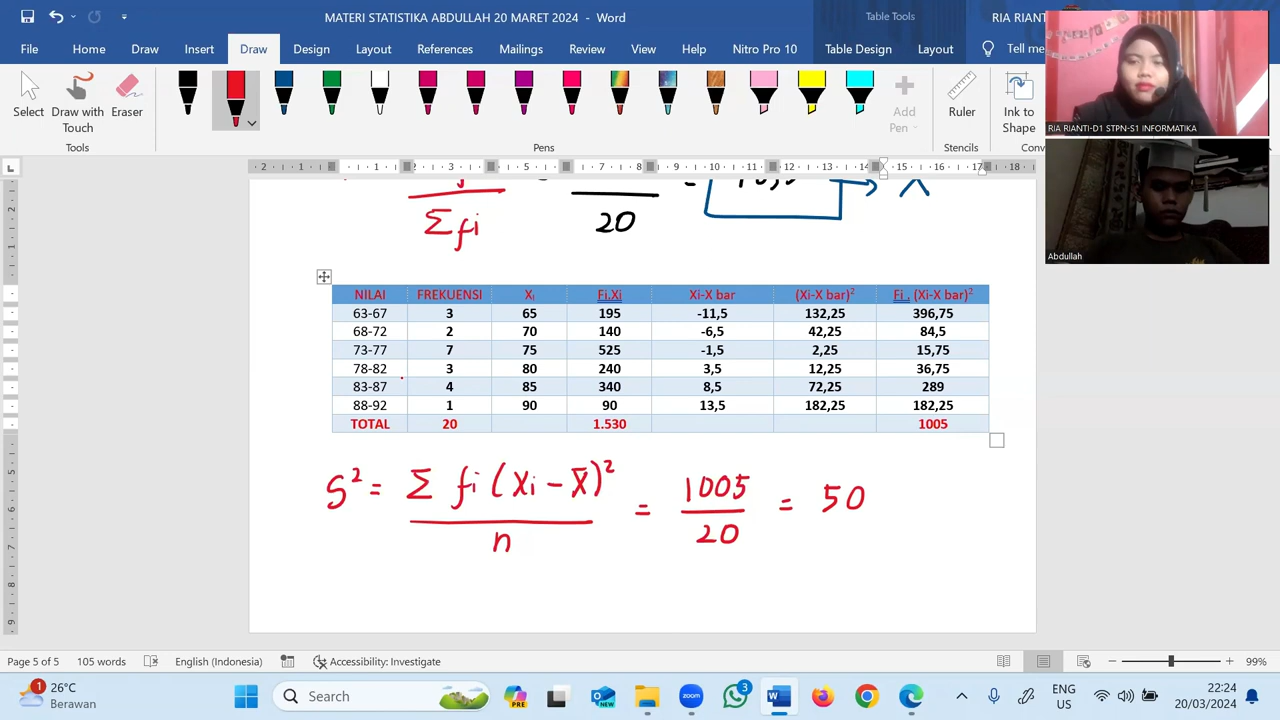 MATERI STATISTIKA ABDULLAH 20 MARET 2024 - Word
Table Tools
RIA RIANTI
File Home Draw Insert Draw Design Layout References Mailings Review View Help Nitro Pro 10 Table Design Layout Tell me
Select
Draw with Touch
Eraser
Add Pen
Ruler
Ink to Shape
Tools
Pens
Stencils
Conv
RIA RIANTI-D1 STPN-S1 INFORMATIKA
Abdullah
Σ fi
20
NILAI FREKUENSI Xi Fi.Xi Xi-X bar (Xi-X bar)² Fi . (Xi-X bar)²
63-67 3 65 195 -11,5 132,25 396,75
68-72 2 70 140 -6,5 42,25 84,5
73-77 7 75 525 -1,5 2,25 15,75
78-82 3 80 240 3,5 12,25 36,75
83-87 4 85 340 8,5 72,25 289
88-92 1 90 90 13,5 182,25 182,25
TOTAL 20 1.530 1005
S² = Σ fi (Xi - X̄)² / n = 1005 / 20 = 50
Page 5 of 5 105 words English (Indonesia) Accessibility: Investigate 99%
26°C
Berawan
Search
ENG
US
22:24
20/03/2024